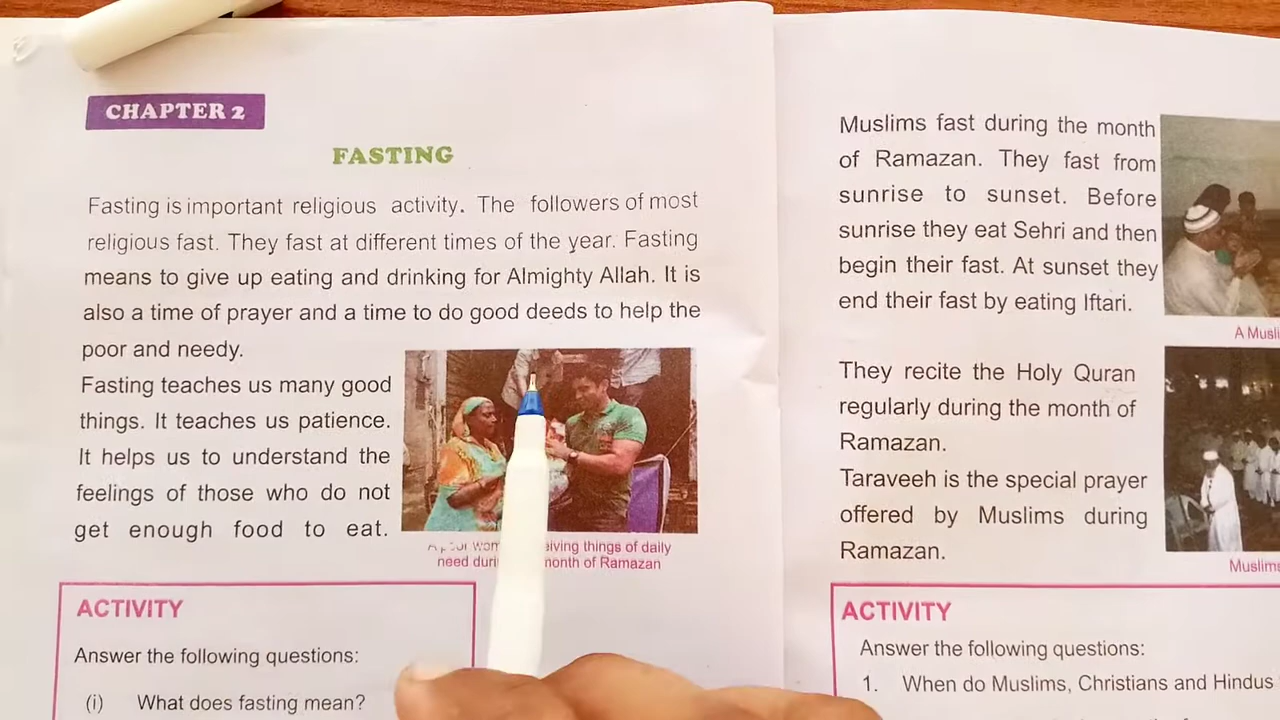 CHAPTER 2
FASTING
Fasting is important religious activity. The followers of most
religious fast. They fast at different times of the year. Fasting
means to give up eating and drinking for Almighty Allah. It is
also a time of prayer and a time to do good deeds to help the
poor and needy.
Fasting teaches us many good
things. It teaches us patience.
It helps us to understand the
feelings of those who do not
get enough food to eat.
things of daily
need month of Ramazan
ACTIVITY
Answer the following questions:
(i) What does fasting mean?
Muslims fast during the month
of Ramazan. They fast from
sunrise to sunset. Before
sunrise they eat Sehri and then
begin their fast. At sunset they
end their fast by eating Iftari.
A
They recite the Holy Quran
regularly during the month of
Ramazan.
Taraveeh is the special prayer
offered by Muslims during
Ramazan.
Muslims
ACTIVITY
Answer the following questions:
1. When do Muslims, Christians and Hindus